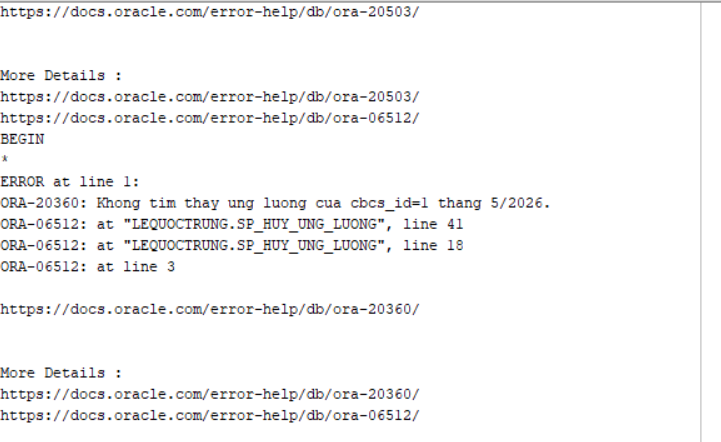 https://docs.oracle.com/error-help/db/ora-20503/
More Details :
https://docs.oracle.com/error-help/db/ora-20503/
https://docs.oracle.com/error-help/db/ora-06512/
BEGIN
*
ERROR at line 1:
ORA-20360: Khong tim thay ung luong cua cbcs_id=1 thang 5/2026.
ORA-06512: at "LEQUOCTRUNG.SP_HUY_UNG_LUONG", line 41
ORA-06512: at "LEQUOCTRUNG.SP_HUY_UNG_LUONG", line 18
ORA-06512: at line 3
https://docs.oracle.com/error-help/db/ora-20360/
More Details :
https://docs.oracle.com/error-help/db/ora-20360/
https://docs.oracle.com/error-help/db/ora-06512/